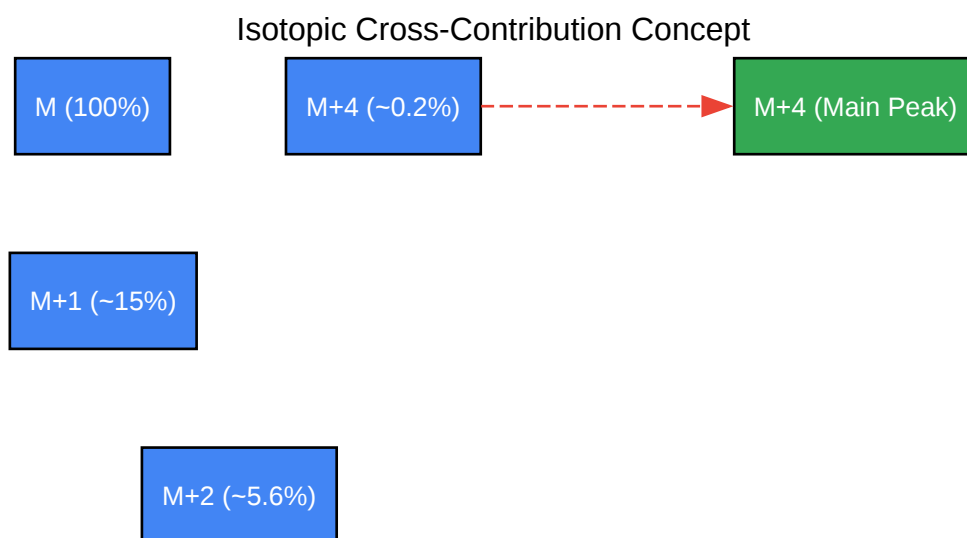 Isotopic Cross-Contribution Concept
M (100%)
M+4 (~0.2%)
M+4 (Main Peak)
M+1 (~15%)
M+2 (~5.6%)